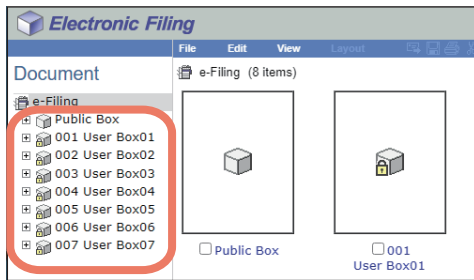 Electronic Filing
File Edit View Layout
Document
e-Filing (8 items)
e-Filing
Public Box
001 User Box01
002 User Box02
003 User Box03
004 User Box04
005 User Box05
006 User Box06
007 User Box07
Public Box
001
User Box01